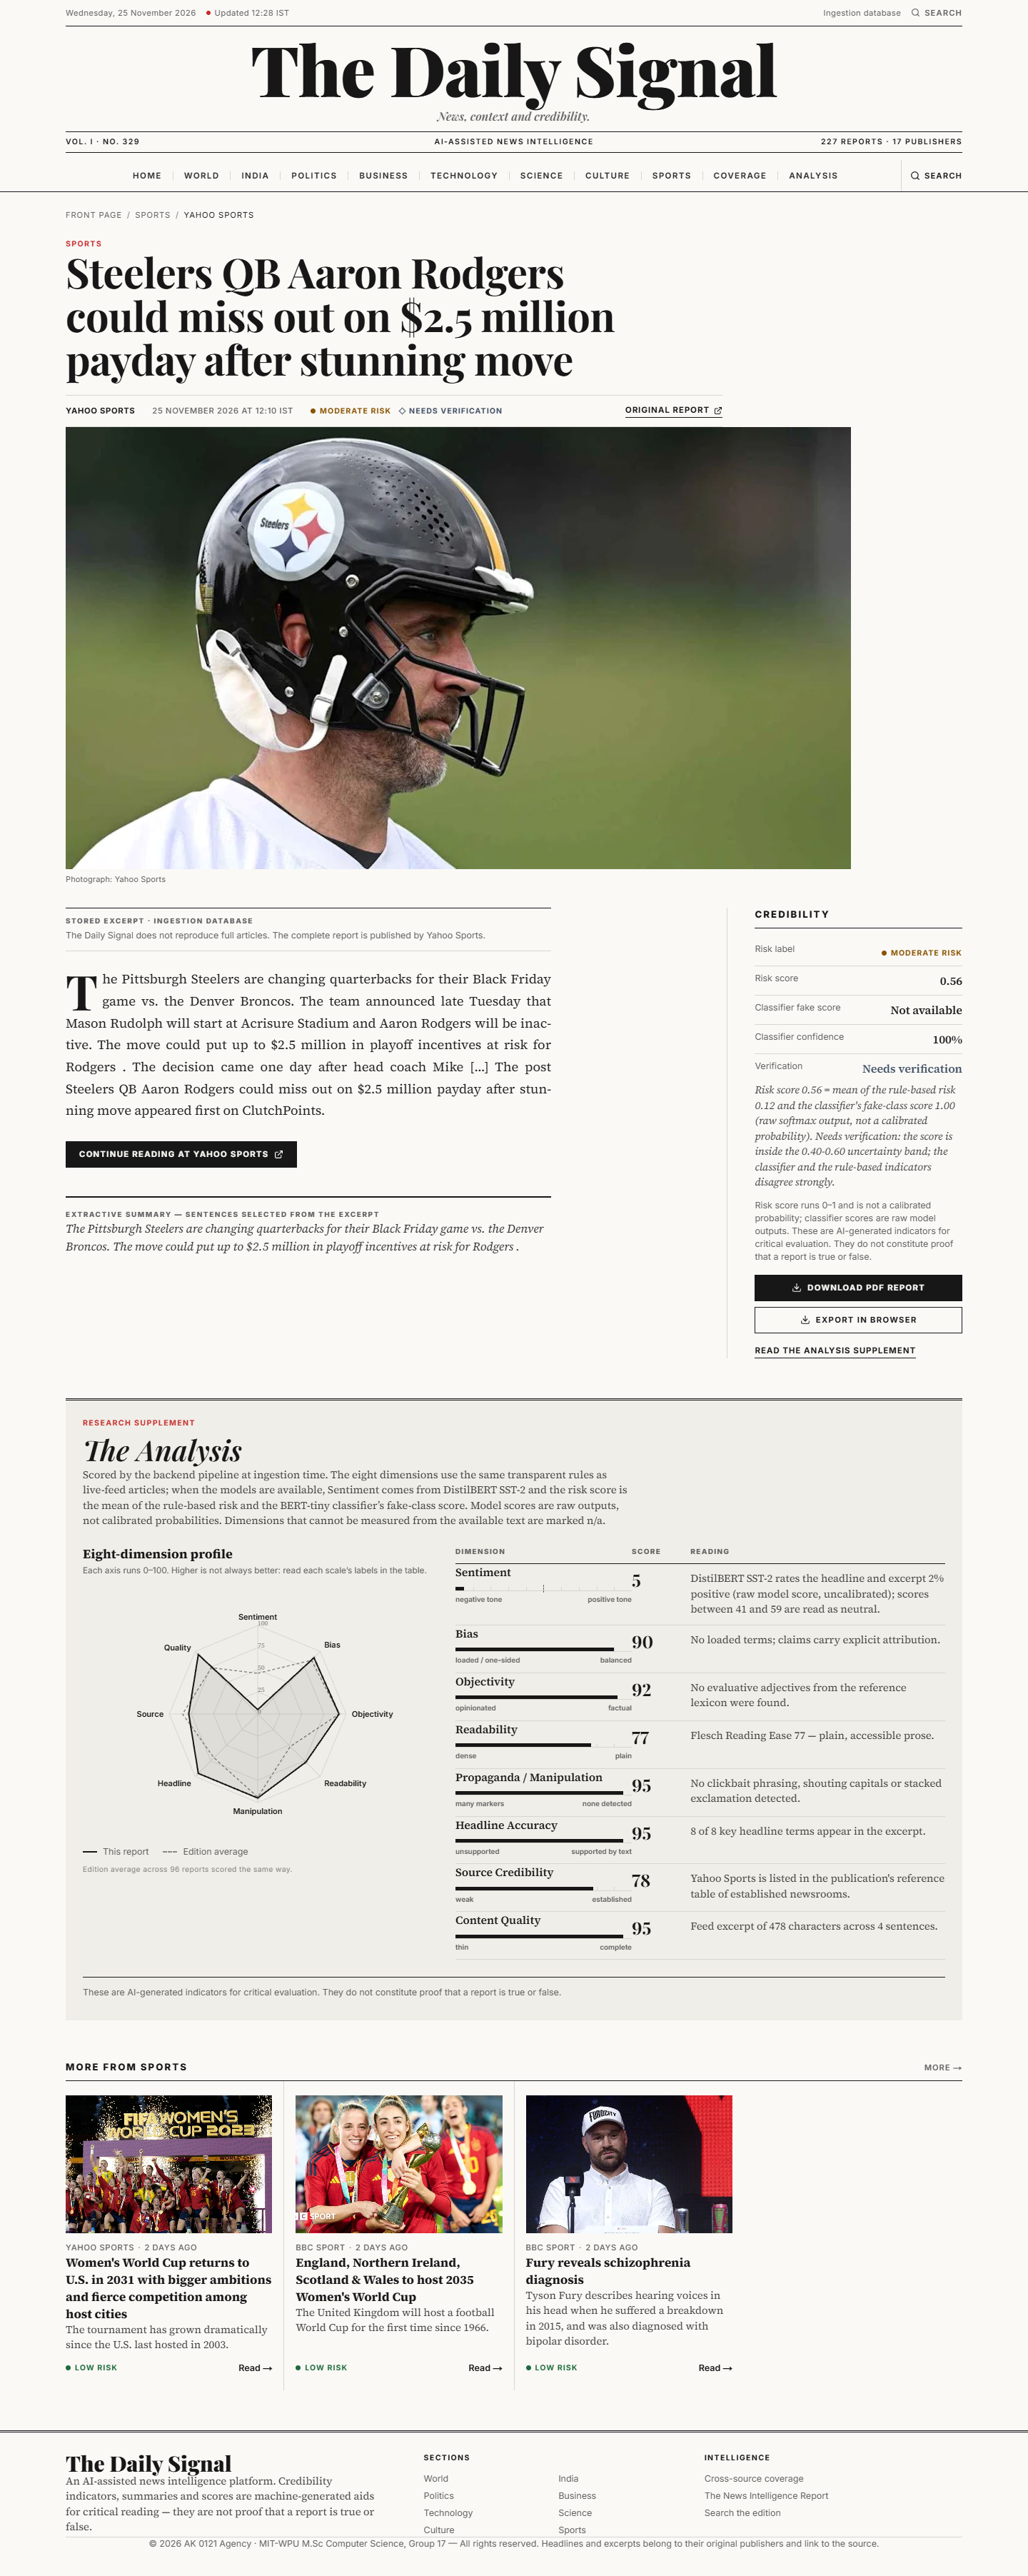 Wednesday, 25 November 2026 Updated 12:28 IST
Ingestion database SEARCH
The Daily Signal
News, context and credibility.
VOL. I · NO. 329
AI-ASSISTED NEWS INTELLIGENCE
227 REPORTS · 17 PUBLISHERS
HOME WORLD INDIA POLITICS BUSINESS TECHNOLOGY SCIENCE CULTURE SPORTS COVERAGE ANALYSIS SEARCH
FRONT PAGE / SPORTS / YAHOO SPORTS
SPORTS
Steelers QB Aaron Rodgers
could miss out on $2.5 million
payday after stunning move
YAHOO SPORTS 25 NOVEMBER 2026 AT 12:10 IST MODERATE RISK NEEDS VERIFICATION ORIGINAL REPORT
Steelers
Photograph: Yahoo Sports
STORED EXCERPT · INGESTION DATABASE
The Daily Signal does not reproduce full articles. The complete report is published by Yahoo Sports.
The Pittsburgh Steelers are changing quarterbacks for their Black Friday
game vs. the Denver Broncos. The team announced late Tuesday that
Mason Rudolph will start at Acrisure Stadium and Aaron Rodgers will be inac-
tive. The move could put up to $2.5 million in playoff incentives at risk for
Rodgers . The decision came one day after head coach Mike [...] The post
Steelers QB Aaron Rodgers could miss out on $2.5 million payday after stun-
ning move appeared first on ClutchPoints.
CONTINUE READING AT YAHOO SPORTS
EXTRACTIVE SUMMARY — SENTENCES SELECTED FROM THE EXCERPT
The Pittsburgh Steelers are changing quarterbacks for their Black Friday game vs. the Denver
Broncos. The move could put up to $2.5 million in playoff incentives at risk for Rodgers .
CREDIBILITY
Risk label MODERATE RISK
Risk score 0.56
Classifier fake score Not available
Classifier confidence 100%
Verification Needs verification
Risk score 0.56 = mean of the rule-based risk
0.12 and the classifier's fake-class score 1.00
(raw softmax output, not a calibrated
probability). Needs verification: the score is
inside the 0.40-0.60 uncertainty band; the
classifier and the rule-based indicators
disagree strongly.
Risk score runs 0–1 and is not a calibrated
probability; classifier scores are raw model
outputs. These are AI-generated indicators for
critical evaluation. They do not constitute proof
that a report is true or false.
DOWNLOAD PDF REPORT
EXPORT IN BROWSER
READ THE ANALYSIS SUPPLEMENT
RESEARCH SUPPLEMENT
The Analysis
Scored by the backend pipeline at ingestion time. The eight dimensions use the same transparent rules as
live-feed articles; when the models are available, Sentiment comes from DistilBERT SST-2 and the risk score is
the mean of the rule-based risk and the BERT-tiny classifier's fake-class score. Model scores are raw outputs,
not calibrated probabilities. Dimensions that cannot be measured from the available text are marked n/a.
Eight-dimension profile
Each axis runs 0–100. Higher is not always better: read each scale's labels in the table.
Sentiment
100
75
50
25
0
Bias
Objectivity
Readability
Manipulation
Headline
Source
Quality
This report Edition average
Edition average across 96 reports scored the same way.
DIMENSION SCORE READING
Sentiment
negative tone positive tone
5
DistilBERT SST-2 rates the headline and excerpt 2%
positive (raw model score, uncalibrated); scores
between 41 and 59 are read as neutral.
Bias
loaded / one-sided balanced
90
No loaded terms; claims carry explicit attribution.
Objectivity
opinionated factual
92
No evaluative adjectives from the reference
lexicon were found.
Readability
dense plain
77
Flesch Reading Ease 77 — plain, accessible prose.
Propaganda / Manipulation
many markers none detected
95
No clickbait phrasing, shouting capitals or stacked
exclamation detected.
Headline Accuracy
unsupported supported by text
95
8 of 8 key headline terms appear in the excerpt.
Source Credibility
weak established
78
Yahoo Sports is listed in the publication's reference
table of established newsrooms.
Content Quality
thin complete
95
Feed excerpt of 478 characters across 4 sentences.
These are AI-generated indicators for critical evaluation. They do not constitute proof that a report is true or false.
MORE FROM SPORTS
MORE →
FIFA WOMEN'S
WORLD CUP 2023
YAHOO SPORTS · 2 DAYS AGO
Women's World Cup returns to
U.S. in 2031 with bigger ambitions
and fierce competition among
host cities
The tournament has grown dramatically
since the U.S. last hosted in 2003.
LOW RISK Read →
SPORT
BBC SPORT · 2 DAYS AGO
England, Northern Ireland,
Scotland & Wales to host 2035
Women's World Cup
The United Kingdom will host a football
World Cup for the first time since 1966.
LOW RISK Read →
FUROCITY
BBC SPORT · 2 DAYS AGO
Fury reveals schizophrenia
diagnosis
Tyson Fury describes hearing voices in
his head when he suffered a breakdown
in 2015, and was also diagnosed with
bipolar disorder.
LOW RISK Read →
The Daily Signal
An AI-assisted news intelligence platform. Credibility
indicators, summaries and scores are machine-generated aids
for critical reading — they are not proof that a report is true or
false.
SECTIONS
World India
Politics Business
Technology Science
Culture Sports
INTELLIGENCE
Cross-source coverage
The News Intelligence Report
Search the edition
© 2026 AK 0121 Agency · MIT-WPU M.Sc Computer Science, Group 17 — All rights reserved. Headlines and excerpts belong to their original publishers and link to the source.